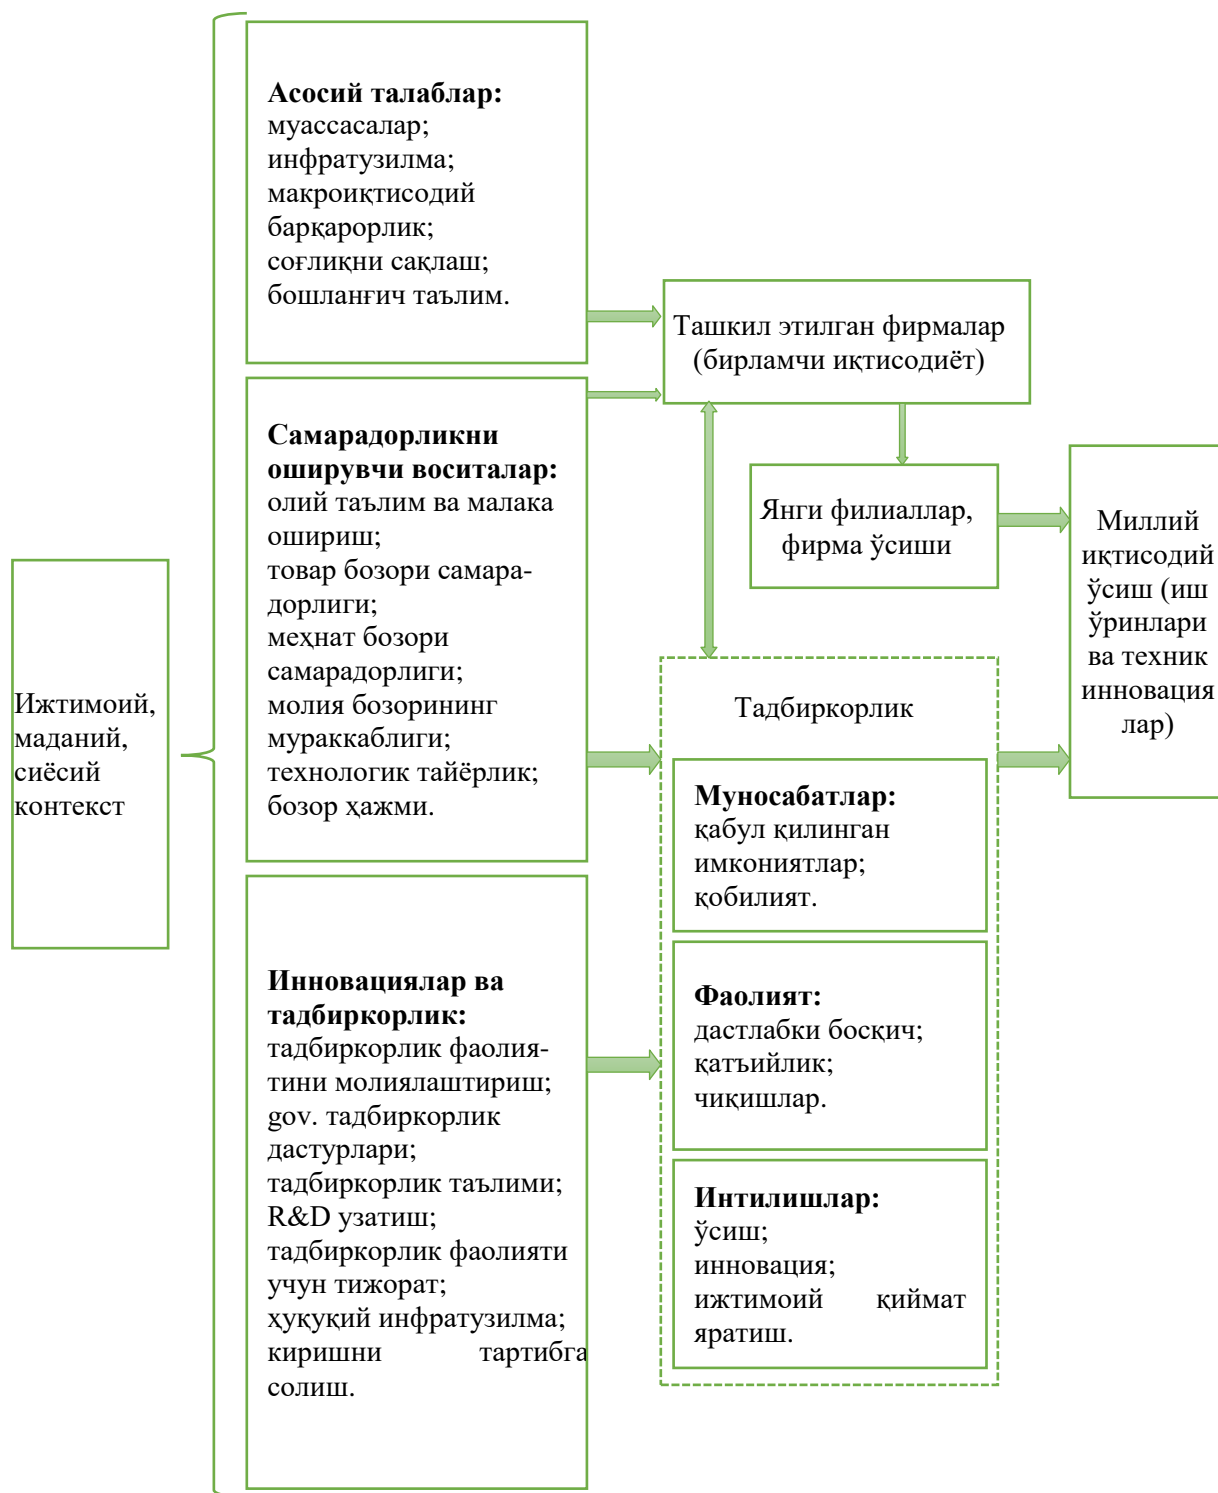 Ижтимоий,
маданий,
сиёсий
контекст
Асосий талаблар:
муассасалар;
инфратузилма;
макроиқтисодий
барқарорлик;
соғлиқни сақлаш;
бошланғич таълим.
Самарадорликни
оширувчи воситалар:
олий таълим ва малака
ошириш;
товар бозори самара-
дорлиги;
меҳнат бозори
самарадорлиги;
молия бозорининг
мураккаблиги;
технологик тайёрлик;
бозор ҳажми.
Инновациялар ва
тадбиркорлик:
тадбиркорлик фаолия-
тини молиялаштириш;
gov. тадбиркорлик
дастурлари;
тадбиркорлик таълими;
R&D узатиш;
тадбиркорлик фаолияти
учун тижорат;
ҳуқуқий инфратузилма;
киришни тартибга
солиш.
Ташкил этилган фирмалар
(бирламчи иқтисодиёт)
Янги филиаллар,
фирма ўсиши
Тадбиркорлик
Муносабатлар:
қабул қилинган
имкониятлар;
қобилият.
Фаолият:
дастлабки босқич;
қатъийлик;
чиқишлар.
Интилишлар:
ўсиш;
инновация;
ижтимоий қиймат
яратиш.
Миллий
иқтисодий
ўсиш (иш
ўринлари
ва техник
инновация
лар)